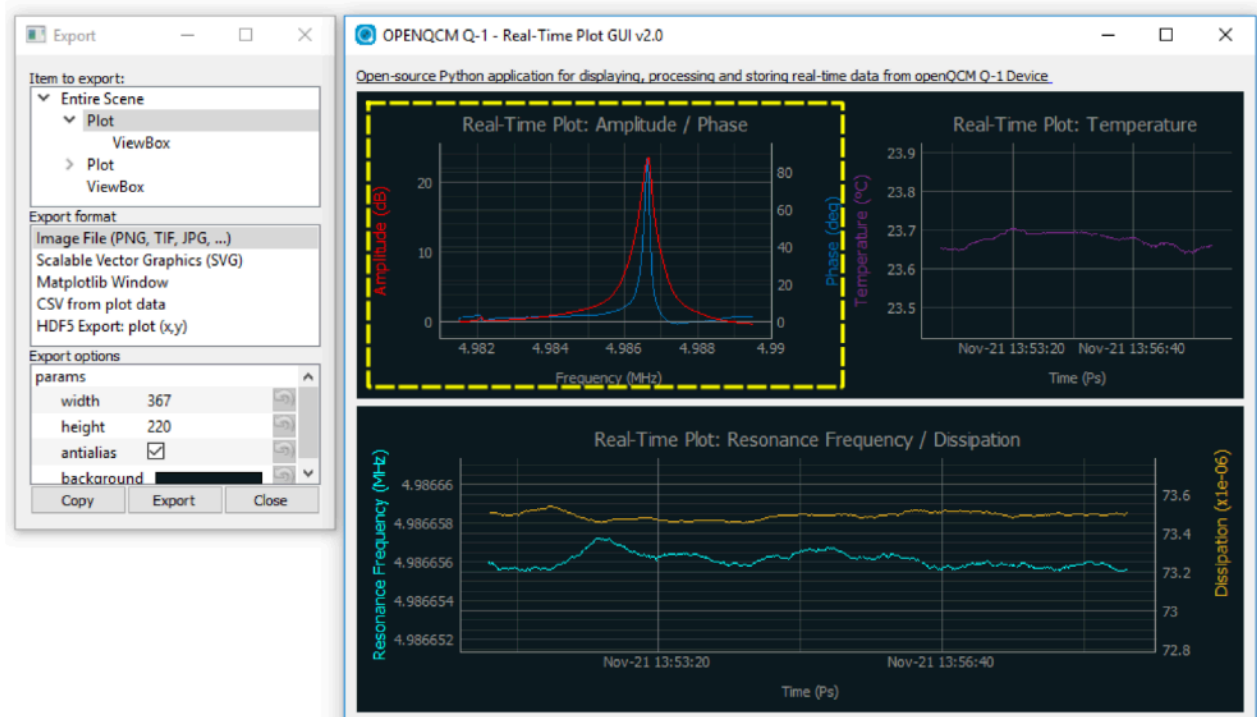 Export
Item to export:
Entire Scene
Plot
ViewBox
Plot
ViewBox
Export format
Image File (PNG, TIF, JPG, ...)
Scalable Vector Graphics (SVG)
Matplotlib Window
CSV from plot data
HDF5 Export: plot (x,y)
Export options
params
width 367
height 220
antialias
background
Copy Export Close
OPENQCM Q-1 - Real-Time Plot GUI v2.0
Open-source Python application for displaying, processing and storing real-time data from openQCM Q-1 Device
Real-Time Plot: Amplitude / Phase
Amplitude (dB)
20
10
0
80
60
40
20
0
Phase (deg)
4.982 4.984 4.986 4.988 4.99
Frequency (MHz)
Real-Time Plot: Temperature
Temperature (ºC)
23.9
23.8
23.7
23.6
23.5
Nov-21 13:53:20 Nov-21 13:56:40
Time (Ps)
Real-Time Plot: Resonance Frequency / Dissipation
Resonance Frequency (MHz)
4.98666
4.986658
4.986656
4.986654
4.986652
73.6
73.4
73.2
73
72.8
Dissipation (x1e-06)
Nov-21 13:53:20 Nov-21 13:56:40
Time (Ps)